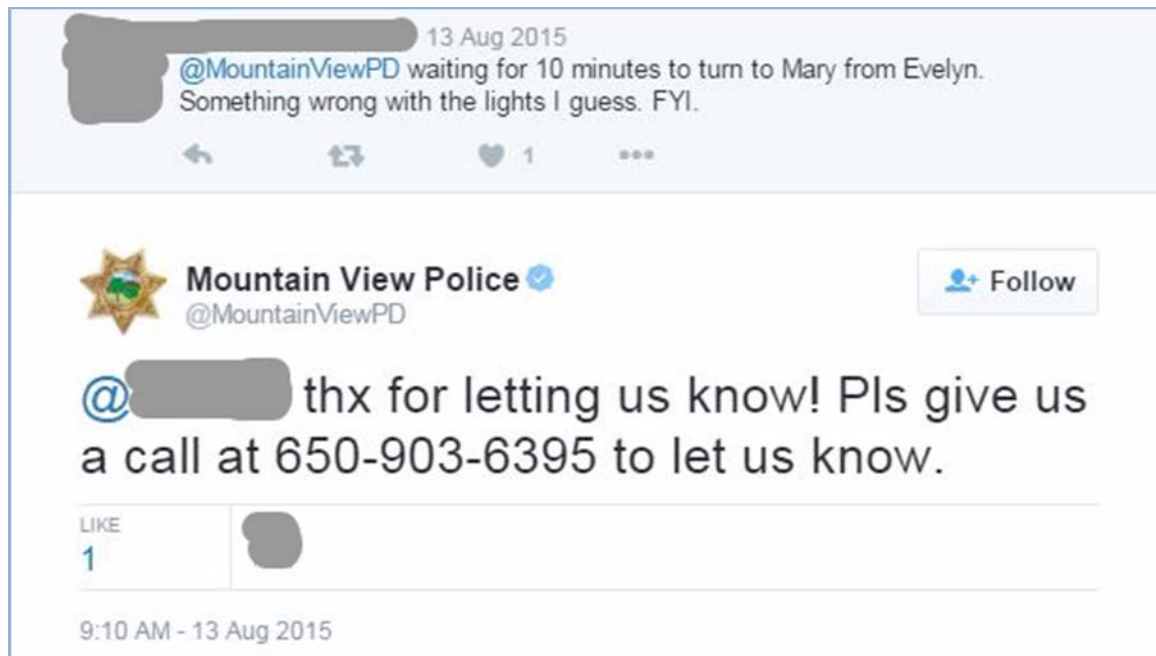 13 Aug 2015
@MountainViewPD waiting for 10 minutes to turn to Mary from Evelyn.
Something wrong with the lights I guess. FYI.
1
Mountain View Police
@MountainViewPD
Follow
@ thx for letting us know! Pls give us
a call at 650-903-6395 to let us know.
LIKE
1
9:10 AM - 13 Aug 2015